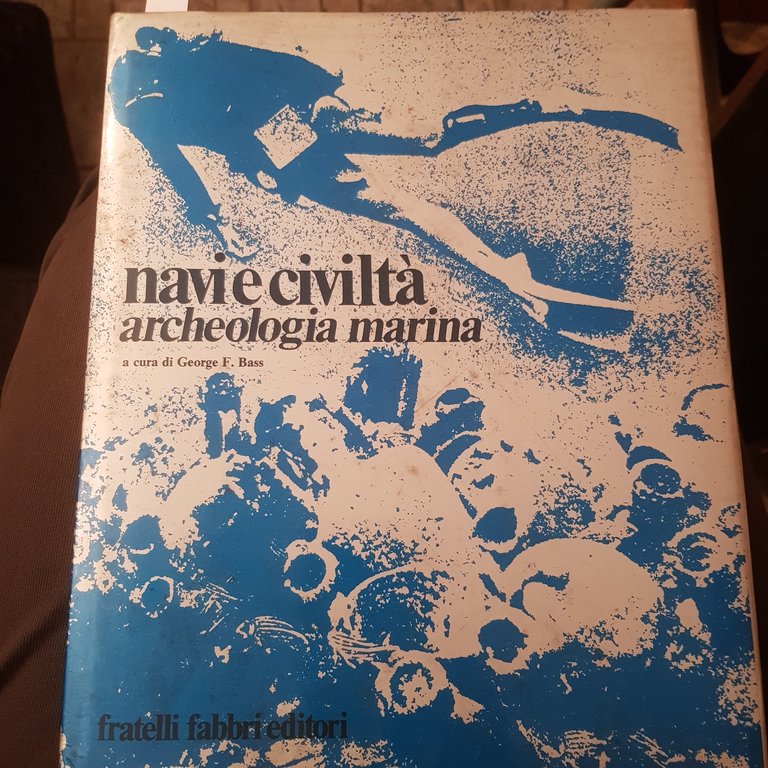 navi e civiltà
archeologia marina
a cura di George F. Bass
fratelli fabbri editori